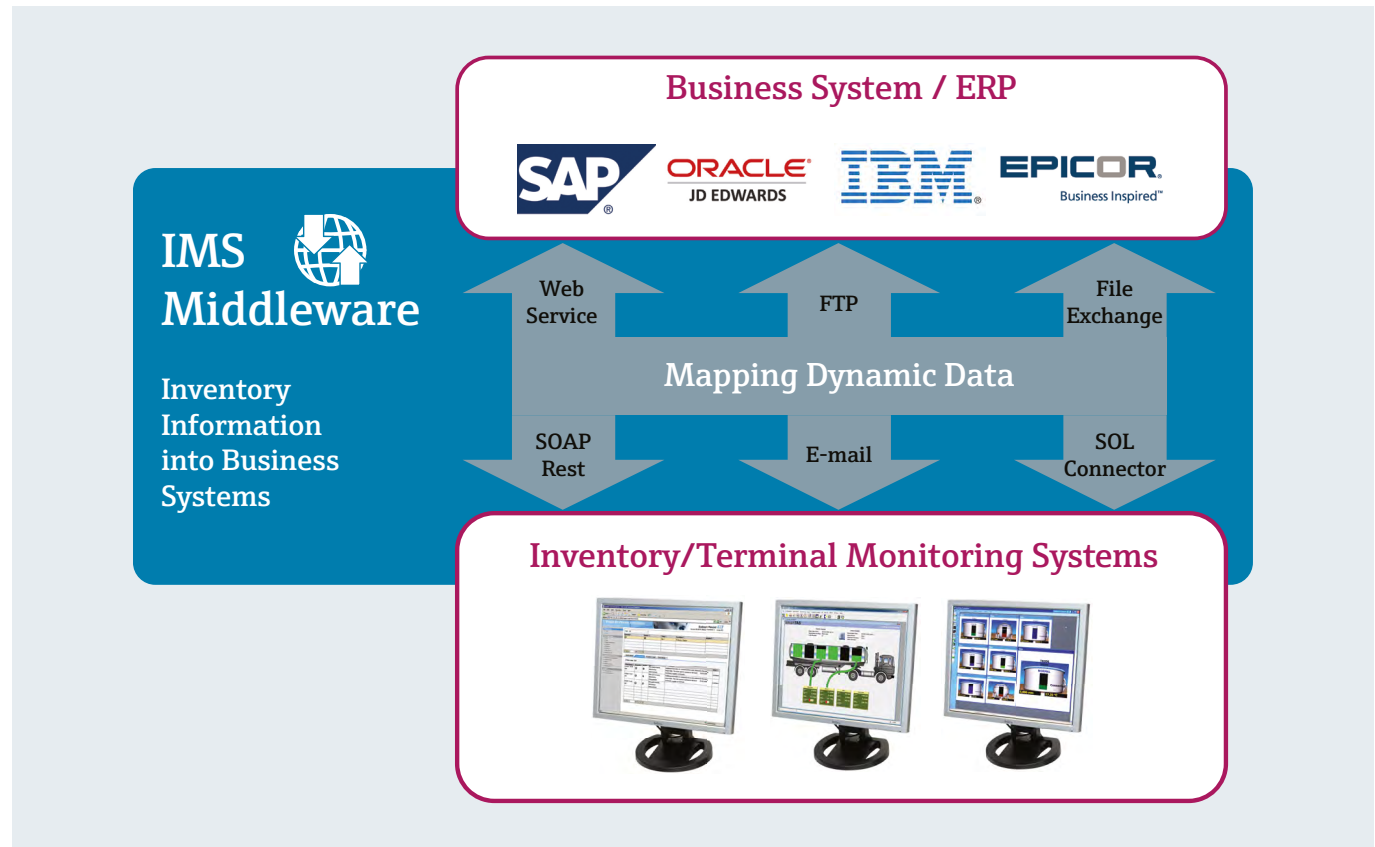 Business System / ERP
SAP
®
ORACLE®
JD EDWARDS
IBM®
EPICOR.
Business Inspired™
IMS
Middleware
Inventory
Information
into Business
Systems
Web
Service
FTP
File
Exchange
Mapping Dynamic Data
SOAP
Rest
E-mail
SOL
Connector
Inventory/Terminal Monitoring Systems